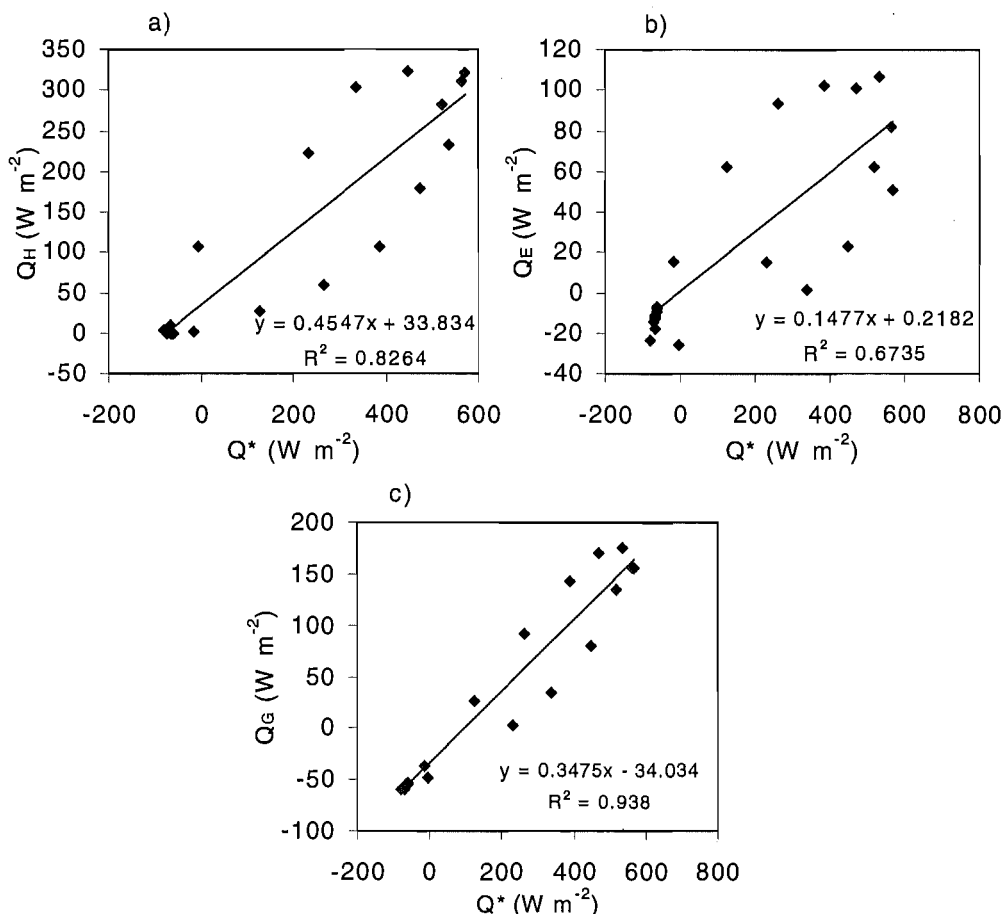 a)
350
300
250
200
150
100
50
0
-50
QH (W m-2)
y = 0.4547x + 33.834
R2 = 0.8264
-200 0 200 400 600
Q* (W m-2)
b)
120
100
80
60
40
20
0
-20
-40
QE (W m-2)
y = 0.1477x + 0.2182
R2 = 0.6735
-200 0 200 400 600 800
Q* (W m-2)
c)
200
150
100
50
0
-50
-100
QG (W m-2)
y = 0.3475x - 34.034
R2 = 0.938
-200 0 200 400 600 800
Q* (W m-2)